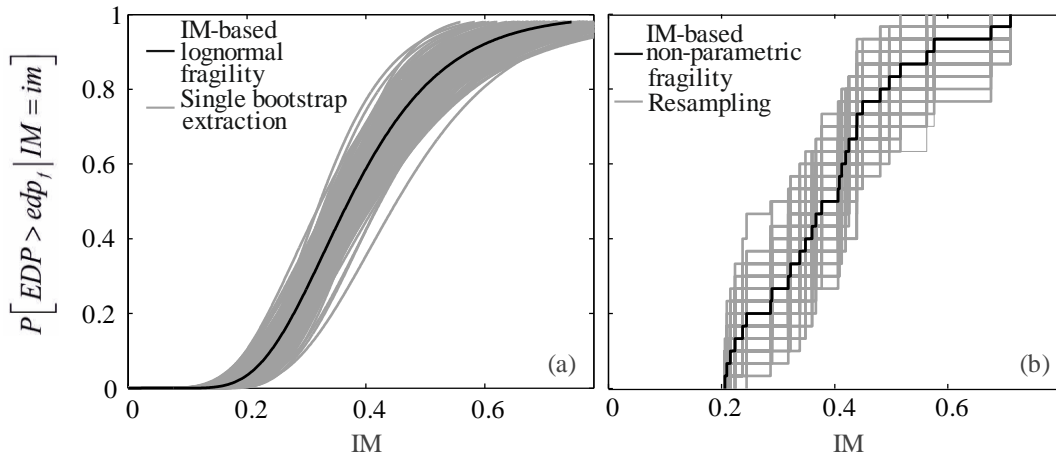 P[EDP > edp_f | IM = im]
1
0.8
0.6
0.4
0.2
0
IM-based
lognormal
fragility
Single bootstrap
extraction
(a)
0.2
0.4
0.6
IM
IM-based
non-parametric
fragility
Resampling
(b)
0
0.2
0.4
0.6
IM